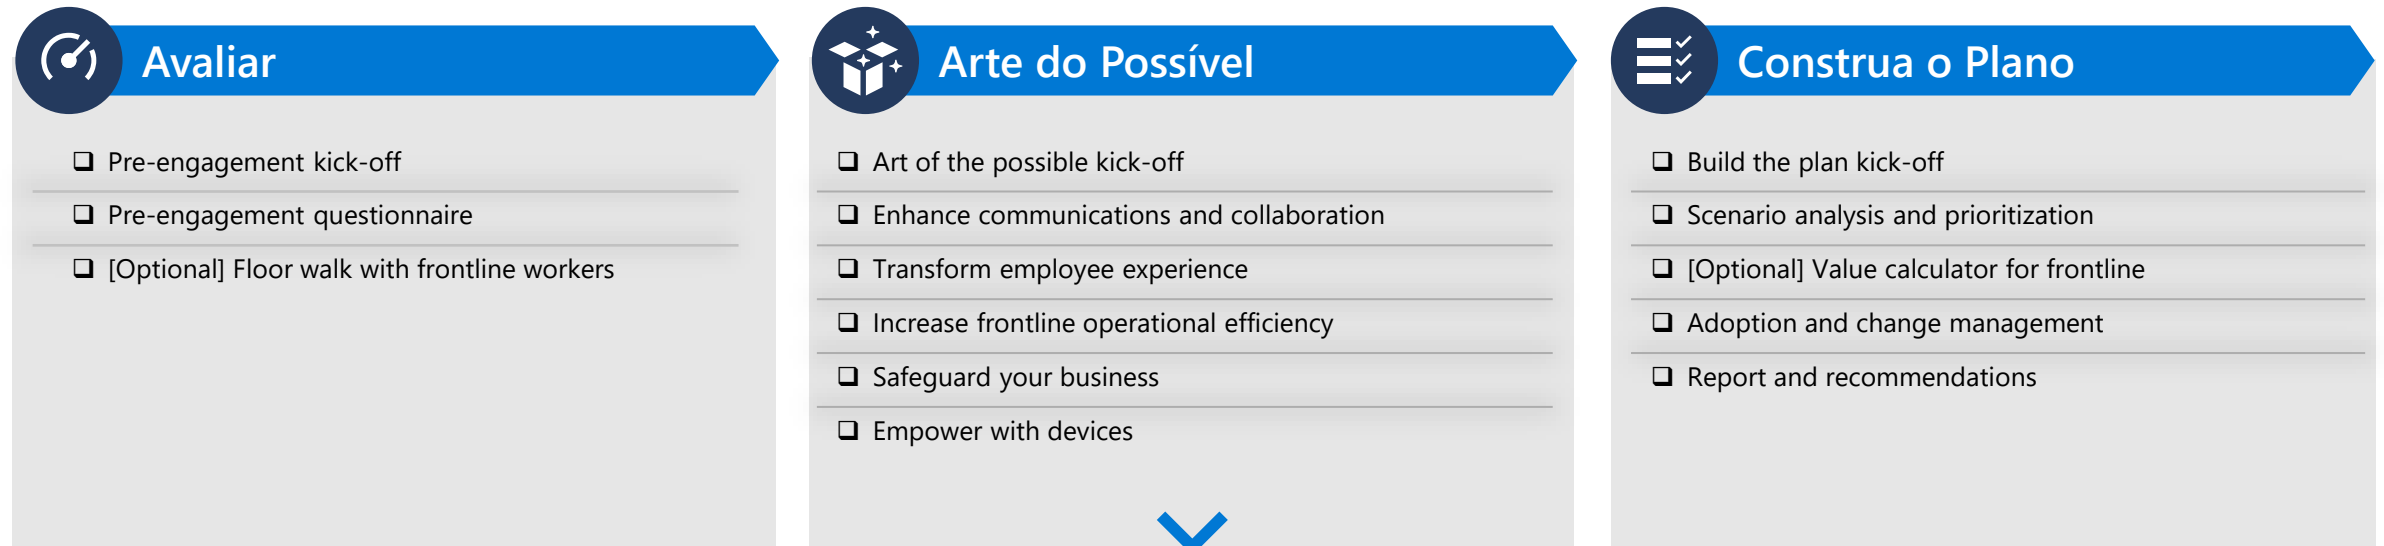 Avaliar
Pre-engagement kick-off
Pre-engagement questionnaire
[Optional] Floor walk with frontline workers
Arte do Possível
Art of the possible kick-off
Enhance communications and collaboration
Transform employee experience
Increase frontline operational efficiency
Safeguard your business
Empower with devices
Construa o Plano
Build the plan kick-off
Scenario analysis and prioritization
[Optional] Value calculator for frontline
Adoption and change management
Report and recommendations